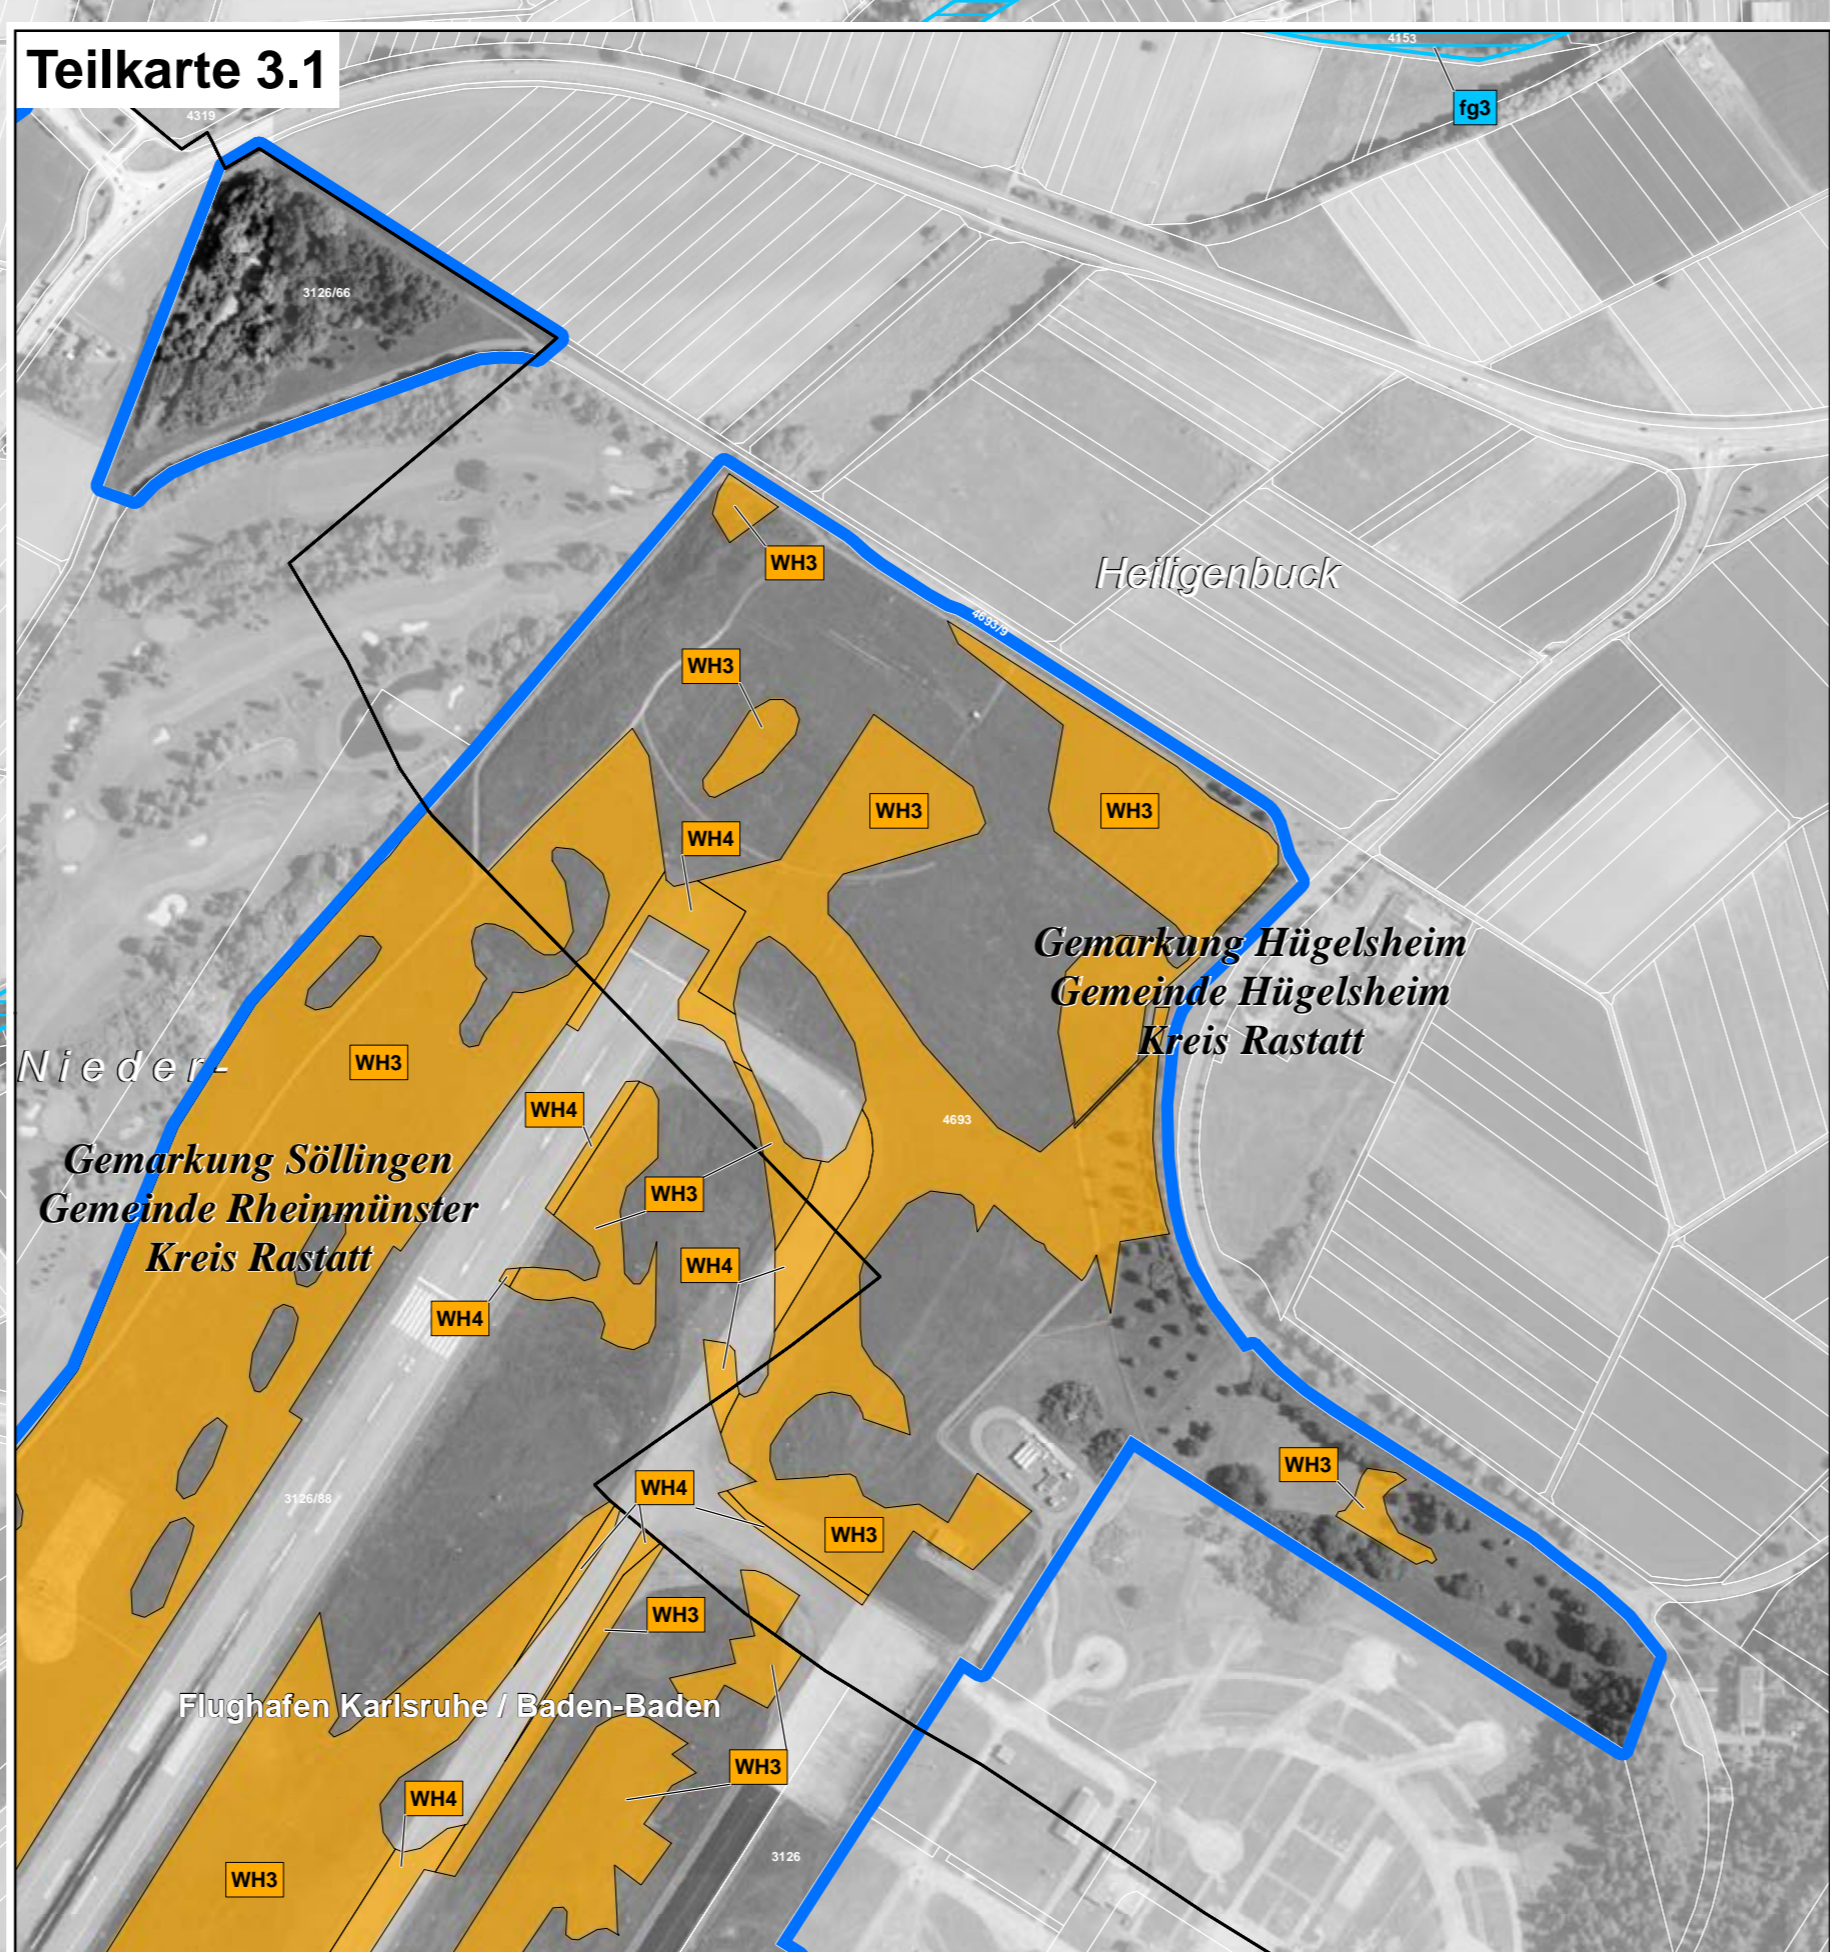 Teilkarte 3.1
4153
fg3
4319
3126/66
WH3
Heiligenbuck
4693/9
WH3
WH3
WH3
WH4
Gemarkung Hügelsheim
Gemeinde Hügelsheim
Kreis Rastatt
Nieder-
WH3
WH4
4693
Gemarkung Söllingen
Gemeinde Rheinmünster
Kreis Rastatt
WH3
WH4
WH4
WH3
3126/88
WH4
WH3
WH3
Flughafen Karlsruhe / Baden-Baden
WH3
WH4
3126
WH3